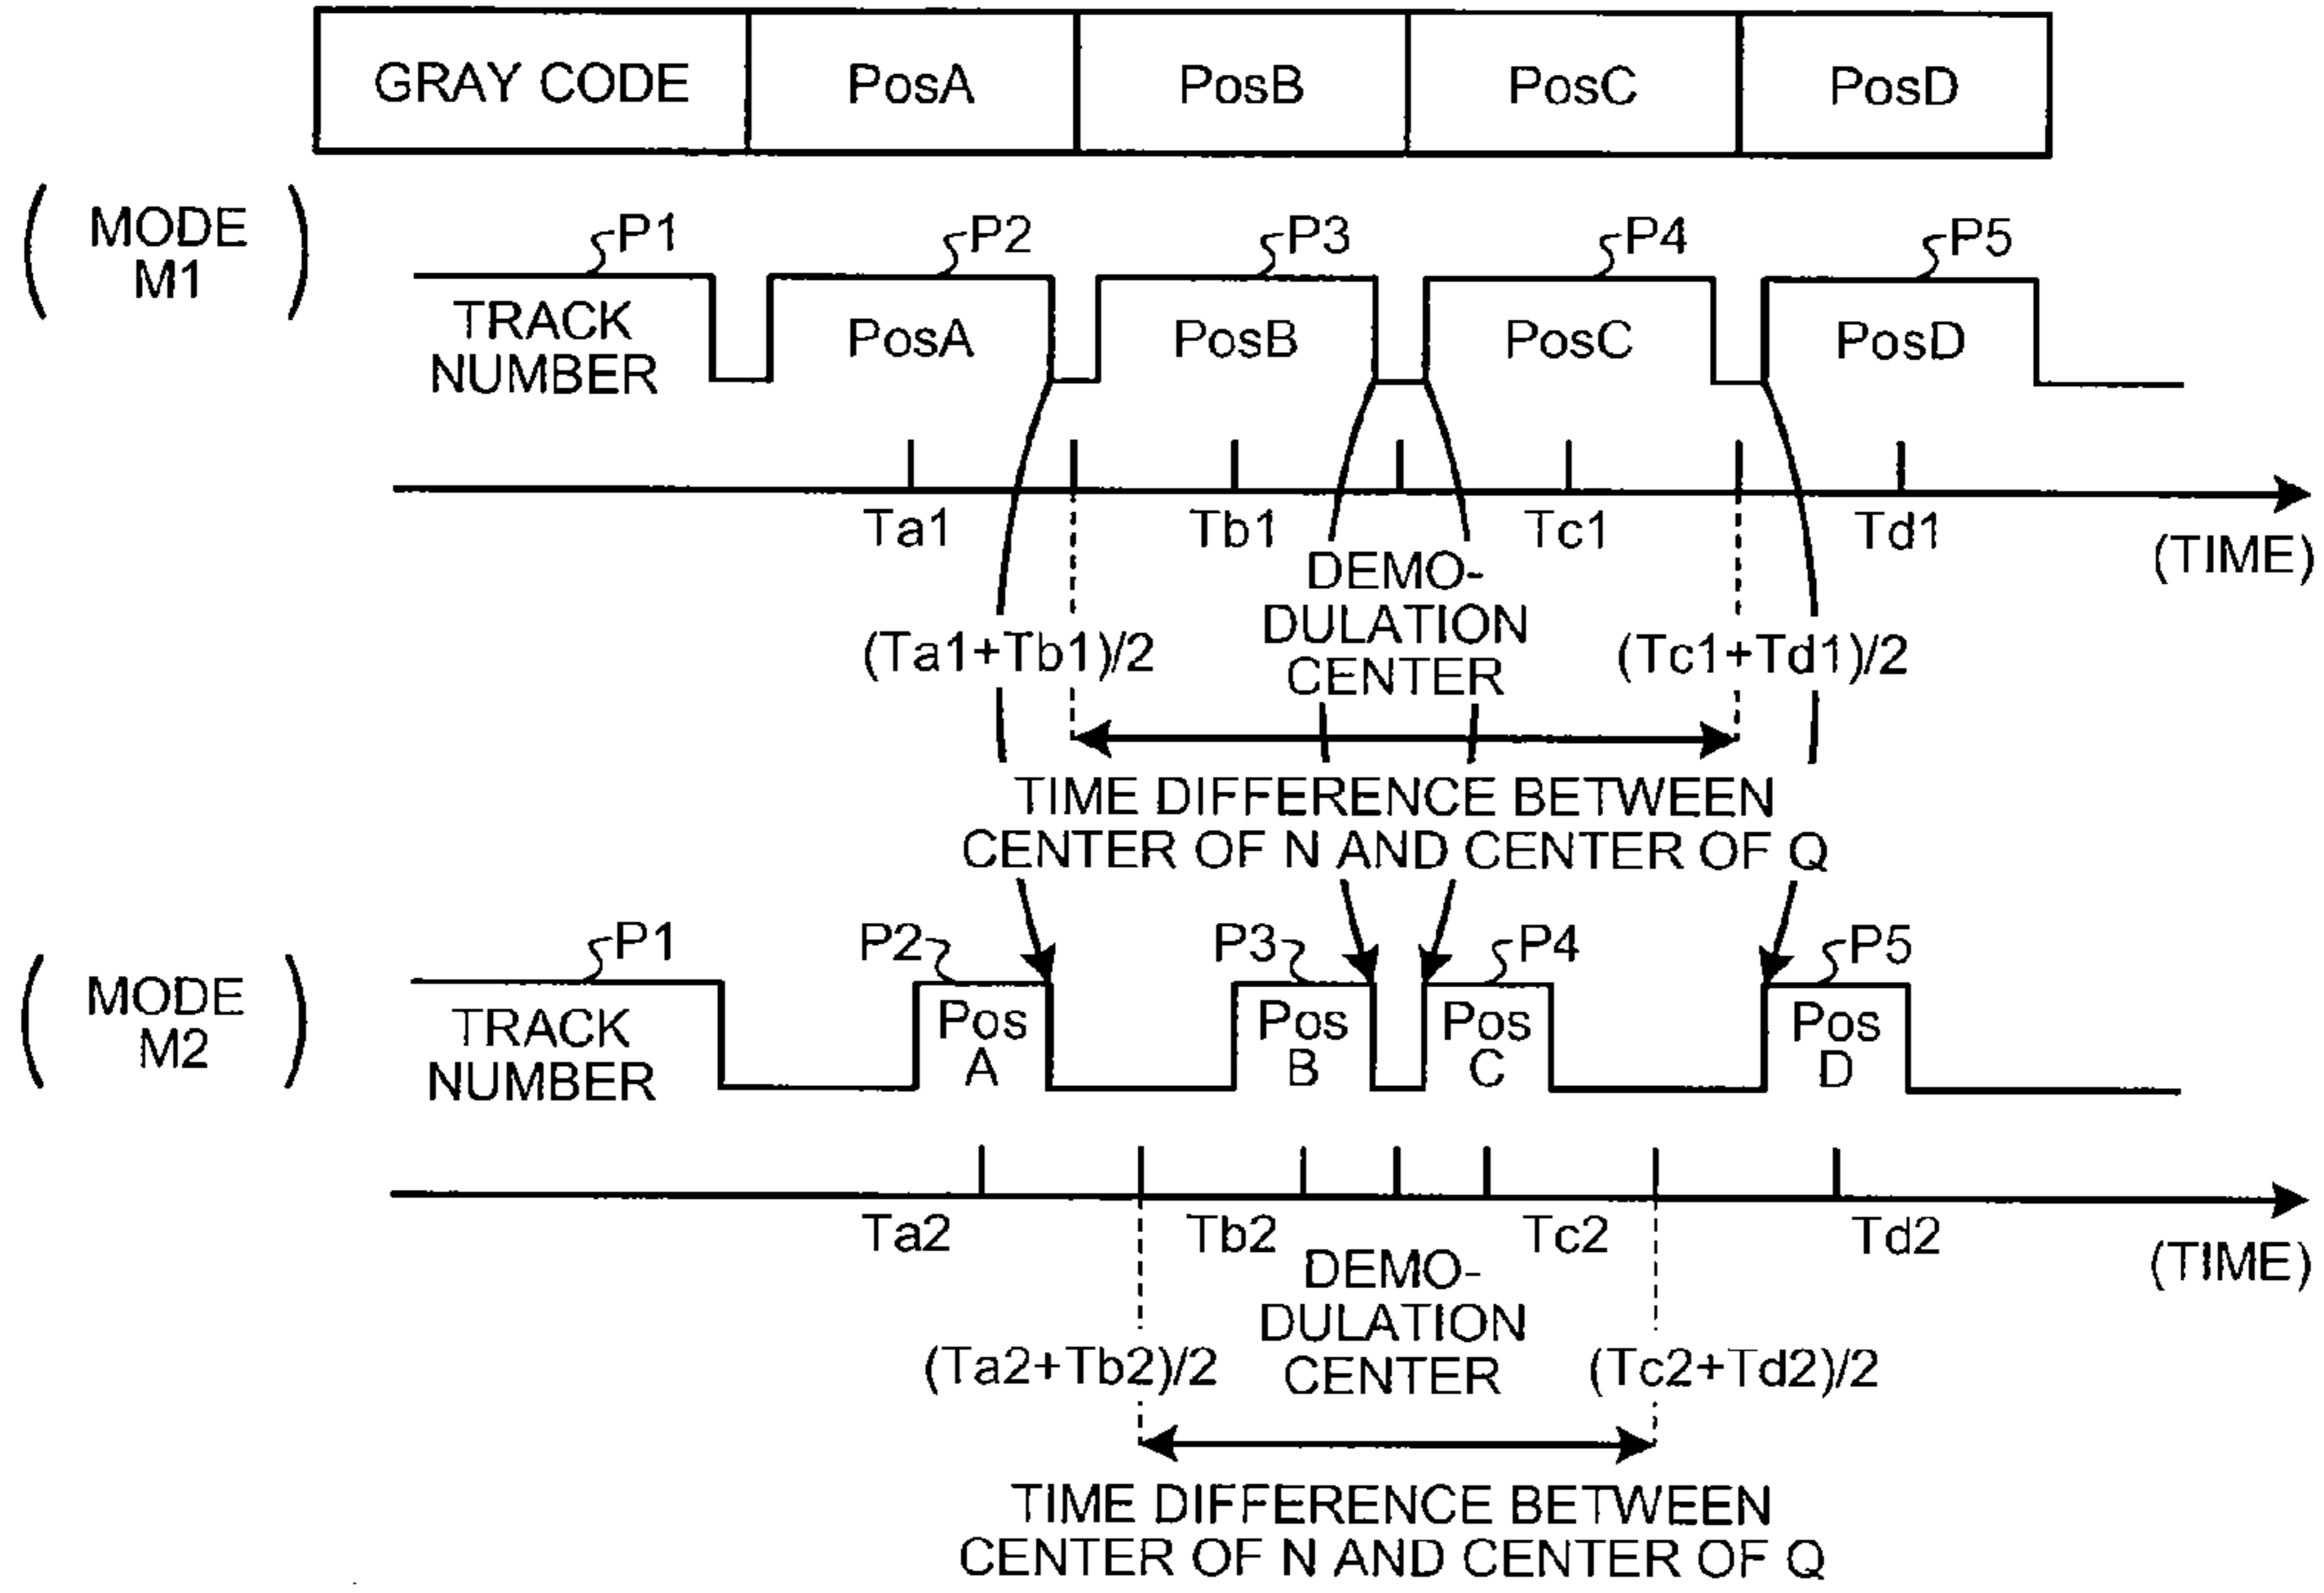 GRAY CODE PosA PosB PosC PosD
MODE
M1
P1 P2 P3 P4 P5
TRACK
NUMBER
PosA PosB PosC PosD
Ta1 Tb1 Tc1 Td1
(TIME)
DEMO-
DULATION
CENTER
(Ta1+Tb1)/2 (Tc1+Td1)/2
TIME DIFFERENCE BETWEEN
CENTER OF N AND CENTER OF Q
MODE
M2
P1 P2 P3 P4 P5
TRACK
NUMBER
Pos
A
Pos
B
Pos
C
Pos
D
Ta2 Tb2 Tc2 Td2
(TIME)
DEMO-
DULATION
CENTER
(Ta2+Tb2)/2 (Tc2+Td2)/2
TIME DIFFERENCE BETWEEN
CENTER OF N AND CENTER OF Q